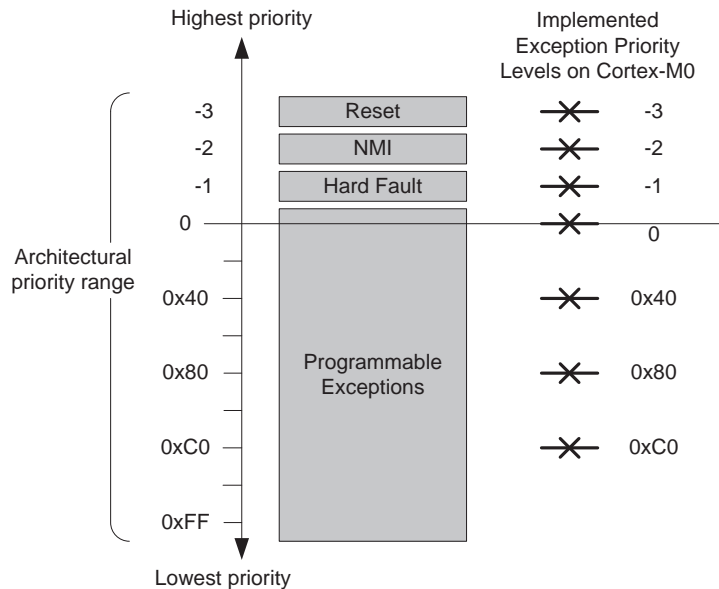 Highest priority
Implemented
Exception Priority
Levels on Cortex-M0
-3
Reset
-3
-2
NMI
-2
-1
Hard Fault
-1
0
0
Architectural
priority range
0x40
0x40
0x80
Programmable
Exceptions
0x80
0xC0
0xC0
0xFF
Lowest priority